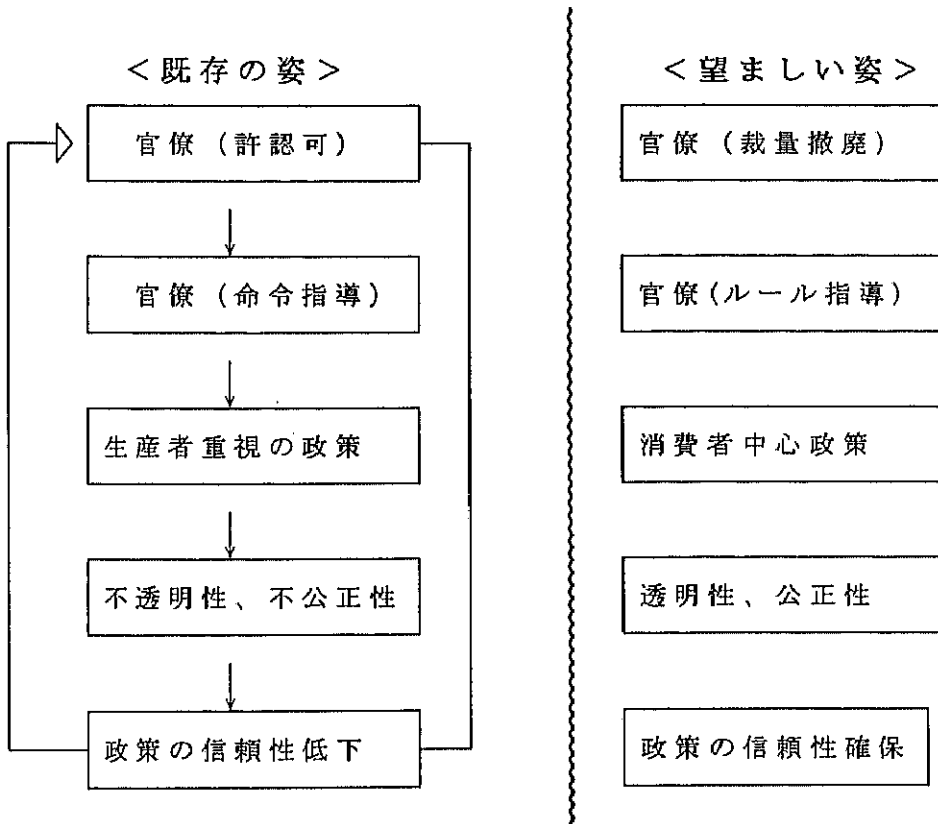 ＜既存の姿＞
官僚（許認可）
官僚（命令指導）
生産者重視の政策
不透明性、不公正性
政策の信頼性低下
＜望ましい姿＞
官僚（裁量撤廃）
官僚（ルール指導）
消費者中心政策
透明性、公正性
政策の信頼性確保